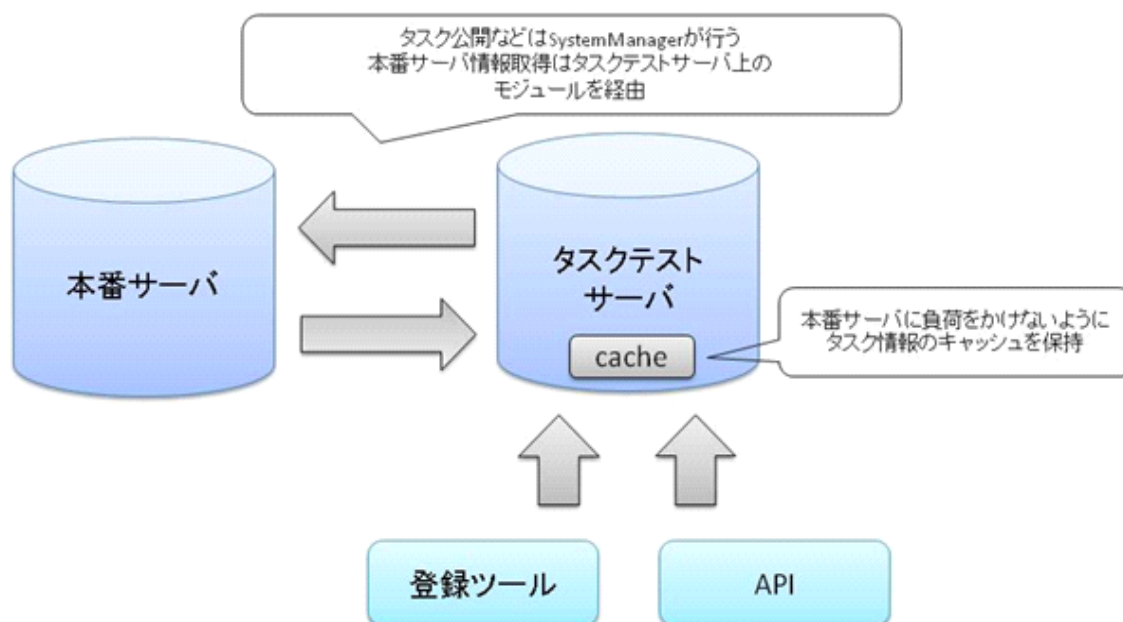 タスク公開などはSystemManagerが行う
本番サーバ情報取得はタスクテストサーバ上の
モジュールを経由
本番サーバ
タスクテスト
サーバ
cache
本番サーバに負荷をかけないように
タスク情報のキャッシュを保持
登録ツール
API